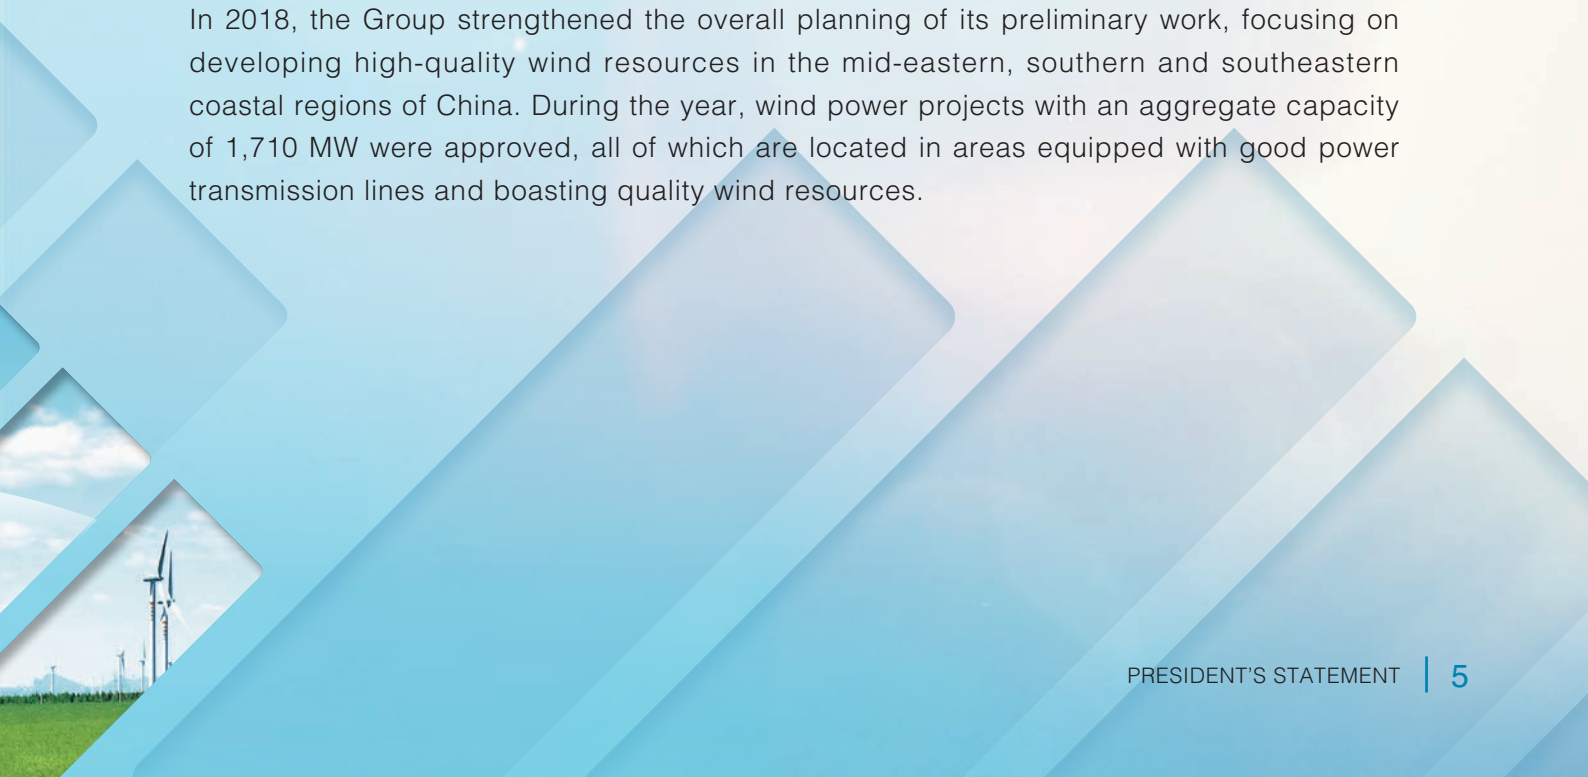 In 2018, the Group strengthened the overall planning of its preliminary work, focusing on
developing high-quality wind resources in the mid-eastern, southern and southeastern
coastal regions of China. During the year, wind power projects with an aggregate capacity
of 1,710 MW were approved, all of which are located in areas equipped with good power
transmission lines and boasting quality wind resources.
PRESIDENT'S STATEMENT 5